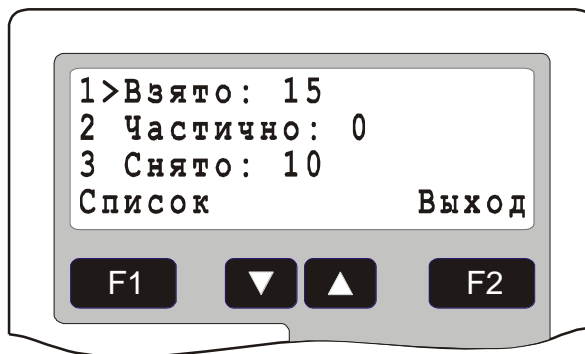 1>Взято: 15
2 Частично: 0
3 Снято: 10
Список Выход
F1 F2